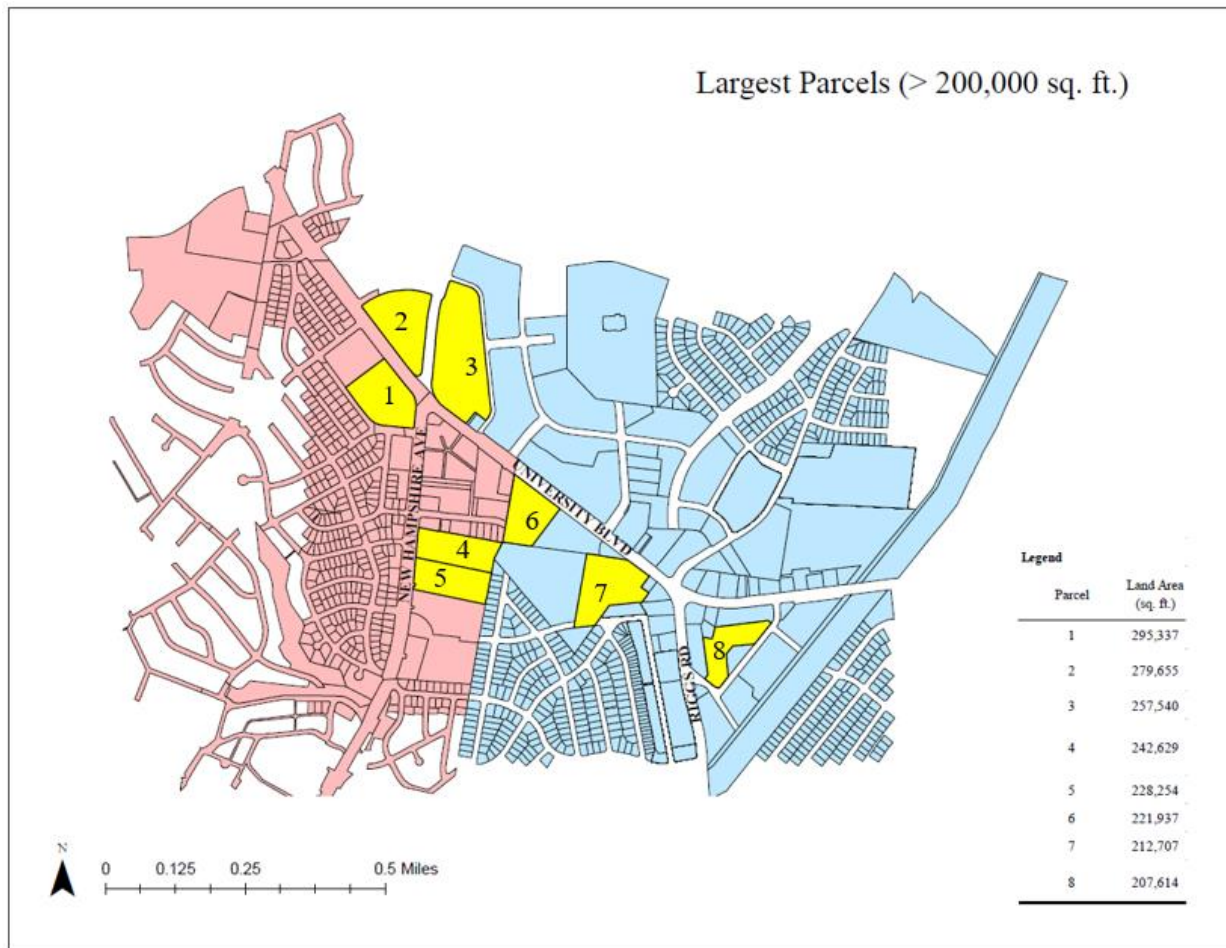 Largest Parcels (> 200,000 sq. ft.)
2
3
1
NEW HAMPSHIRE AVE
UNIVERSITY BLVD
6
4
5
7
8
RIGGS RD
Legend
Parcel Land Area (sq. ft.)
1 295,337
2 279,655
3 257,540
4 242,629
5 228,254
6 221,937
7 212,707
8 207,614
N
0 0.125 0.25 0.5 Miles